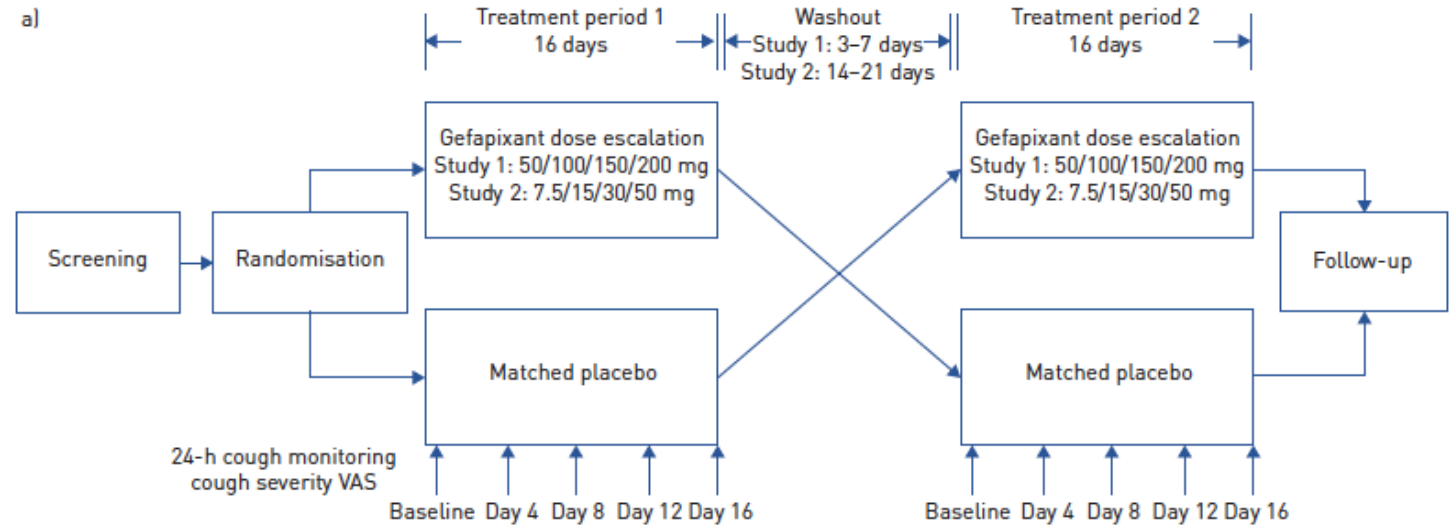 a)
Treatment period 1
16 days
Washout
Study 1: 3–7 days
Study 2: 14–21 days
Treatment period 2
16 days
Screening
Randomisation
Gefapixant dose escalation
Study 1: 50/100/150/200 mg
Study 2: 7.5/15/30/50 mg
Matched placebo
Gefapixant dose escalation
Study 1: 50/100/150/200 mg
Study 2: 7.5/15/30/50 mg
Matched placebo
Follow-up
24-h cough monitoring
cough severity VAS
Baseline Day 4 Day 8 Day 12 Day 16
Baseline Day 4 Day 8 Day 12 Day 16